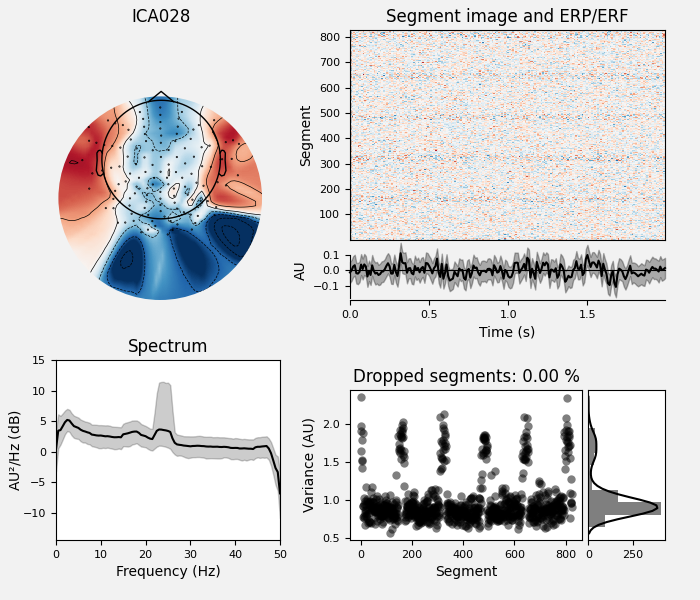 ICA028
Segment image and ERP/ERF
Segment
800
700
600
500
400
300
200
100
AU
0.1
0.0
−0.1
0.0 0.5 1.0 1.5
Time (s)
Spectrum
AU²/Hz (dB)
15
10
5
0
−5
−10
0 10 20 30 40 50
Frequency (Hz)
Dropped segments: 0.00 %
Variance (AU)
2.0
1.5
1.0
0.5
0 200 400 600 800
Segment
0 250